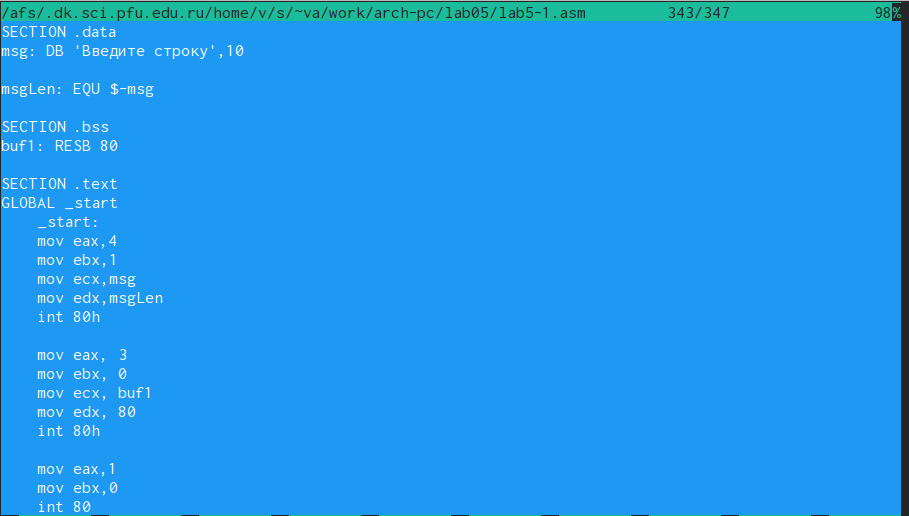 /afs/.dk.sci.pfu.edu.ru/home/v/s/~va/work/arch-pc/lab05/lab5-1.asm 343/347 98%
SECTION .data
msg: DB 'Введите строку',10
msgLen: EQU $-msg
SECTION .bss
buf1: RESB 80
SECTION .text
GLOBAL _start
_start:
mov eax,4
mov ebx,1
mov ecx,msg
mov edx,msgLen
int 80h
mov eax, 3
mov ebx, 0
mov ecx, buf1
mov edx, 80
int 80h
mov eax,1
mov ebx,0
int 80